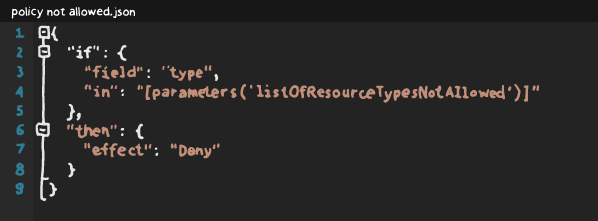 policy not allowed.json
1 {
2 "if": {
3 "field": "type",
4 "in": "[parameters('listOfResourceTypesNotAllowed')]"
5 },
6 "then": {
7 "effect": "Deny"
8 }
9 }